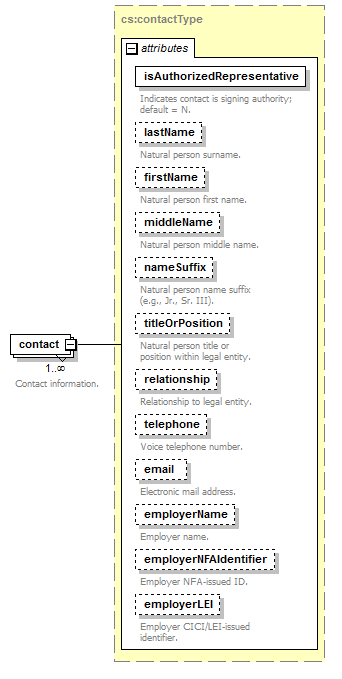 cs:contactType
attributes
isAuthorizedRepresentative
Indicates contact is signing authority;
default = N.
lastName
Natural person surname.
firstName
Natural person first name.
middleName
Natural person middle name.
nameSuffix
Natural person name suffix
(e.g., Jr., Sr. III).
titleOrPosition
Natural person title or
position within legal entity.
contact
1..∞
Contact information.
relationship
Relationship to legal entity.
telephone
Voice telephone number.
email
Electronic mail address.
employerName
Employer name.
employerNFAIdentifier
Employer NFA-issued ID.
employerLEI
Employer CICI/LEI-issued
identifier.